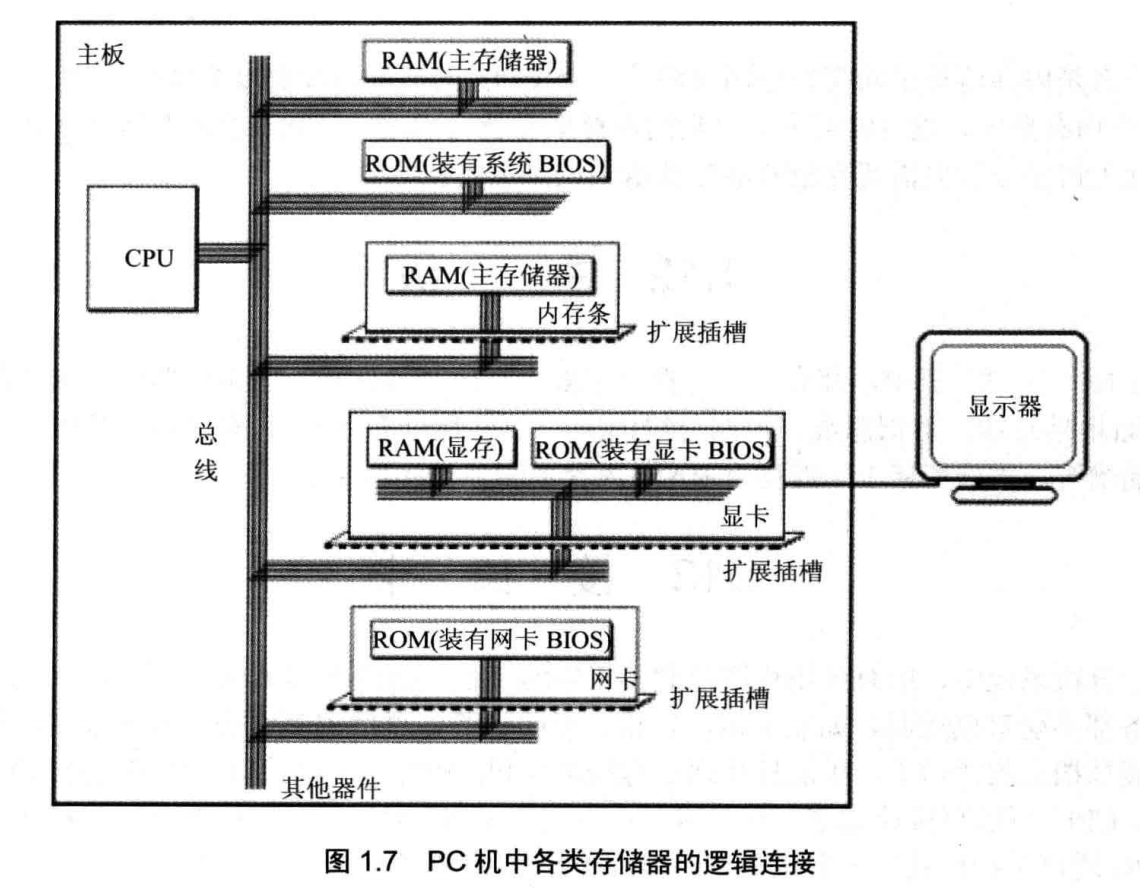 主板
RAM(主存储器)
ROM(装有系统 BIOS)
CPU
RAM(主存储器)
内存条
扩展插槽
显示器
总
线
RAM(显存)
ROM(装有显卡 BIOS)
显卡
扩展插槽
ROM(装有网卡 BIOS)
网卡
扩展插槽
其他器件
图 1.7 PC 机中各类存储器的逻辑连接